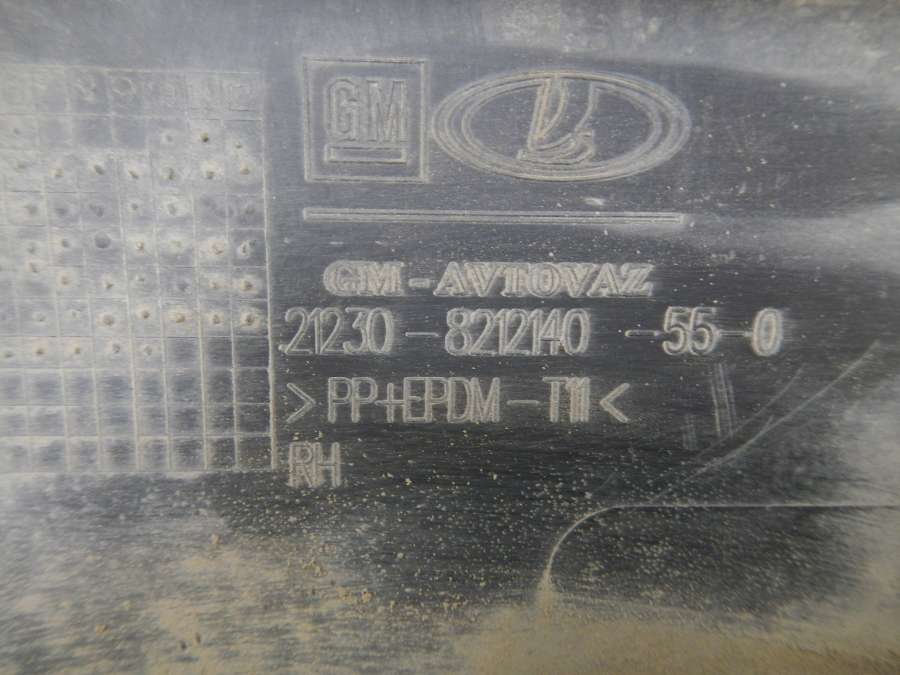 GM
GM-AVTOVAZ
21230-8212140-55-0
>PP+EPDM-T11<
RH